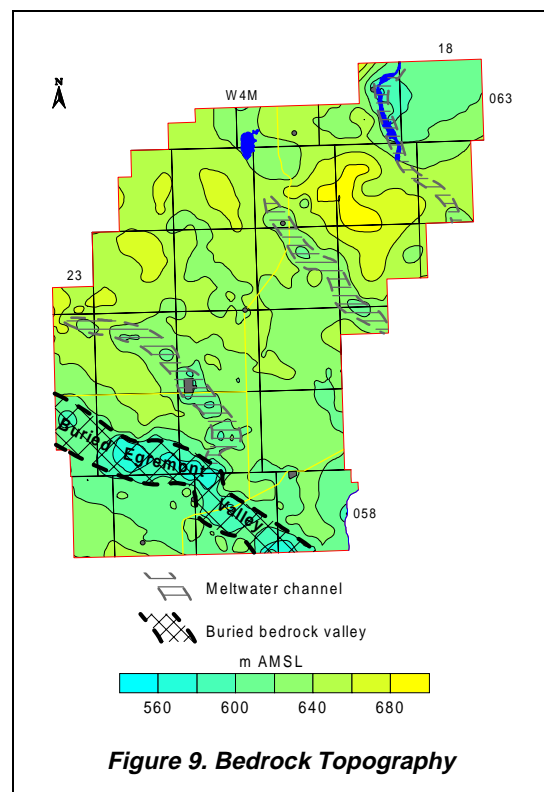 18
N
W4M
063
23
Buried
Egremont
Valley
058
Meltwater channel
Buried bedrock valley
m AMSL
560 600 640 680
Figure 9. Bedrock Topography